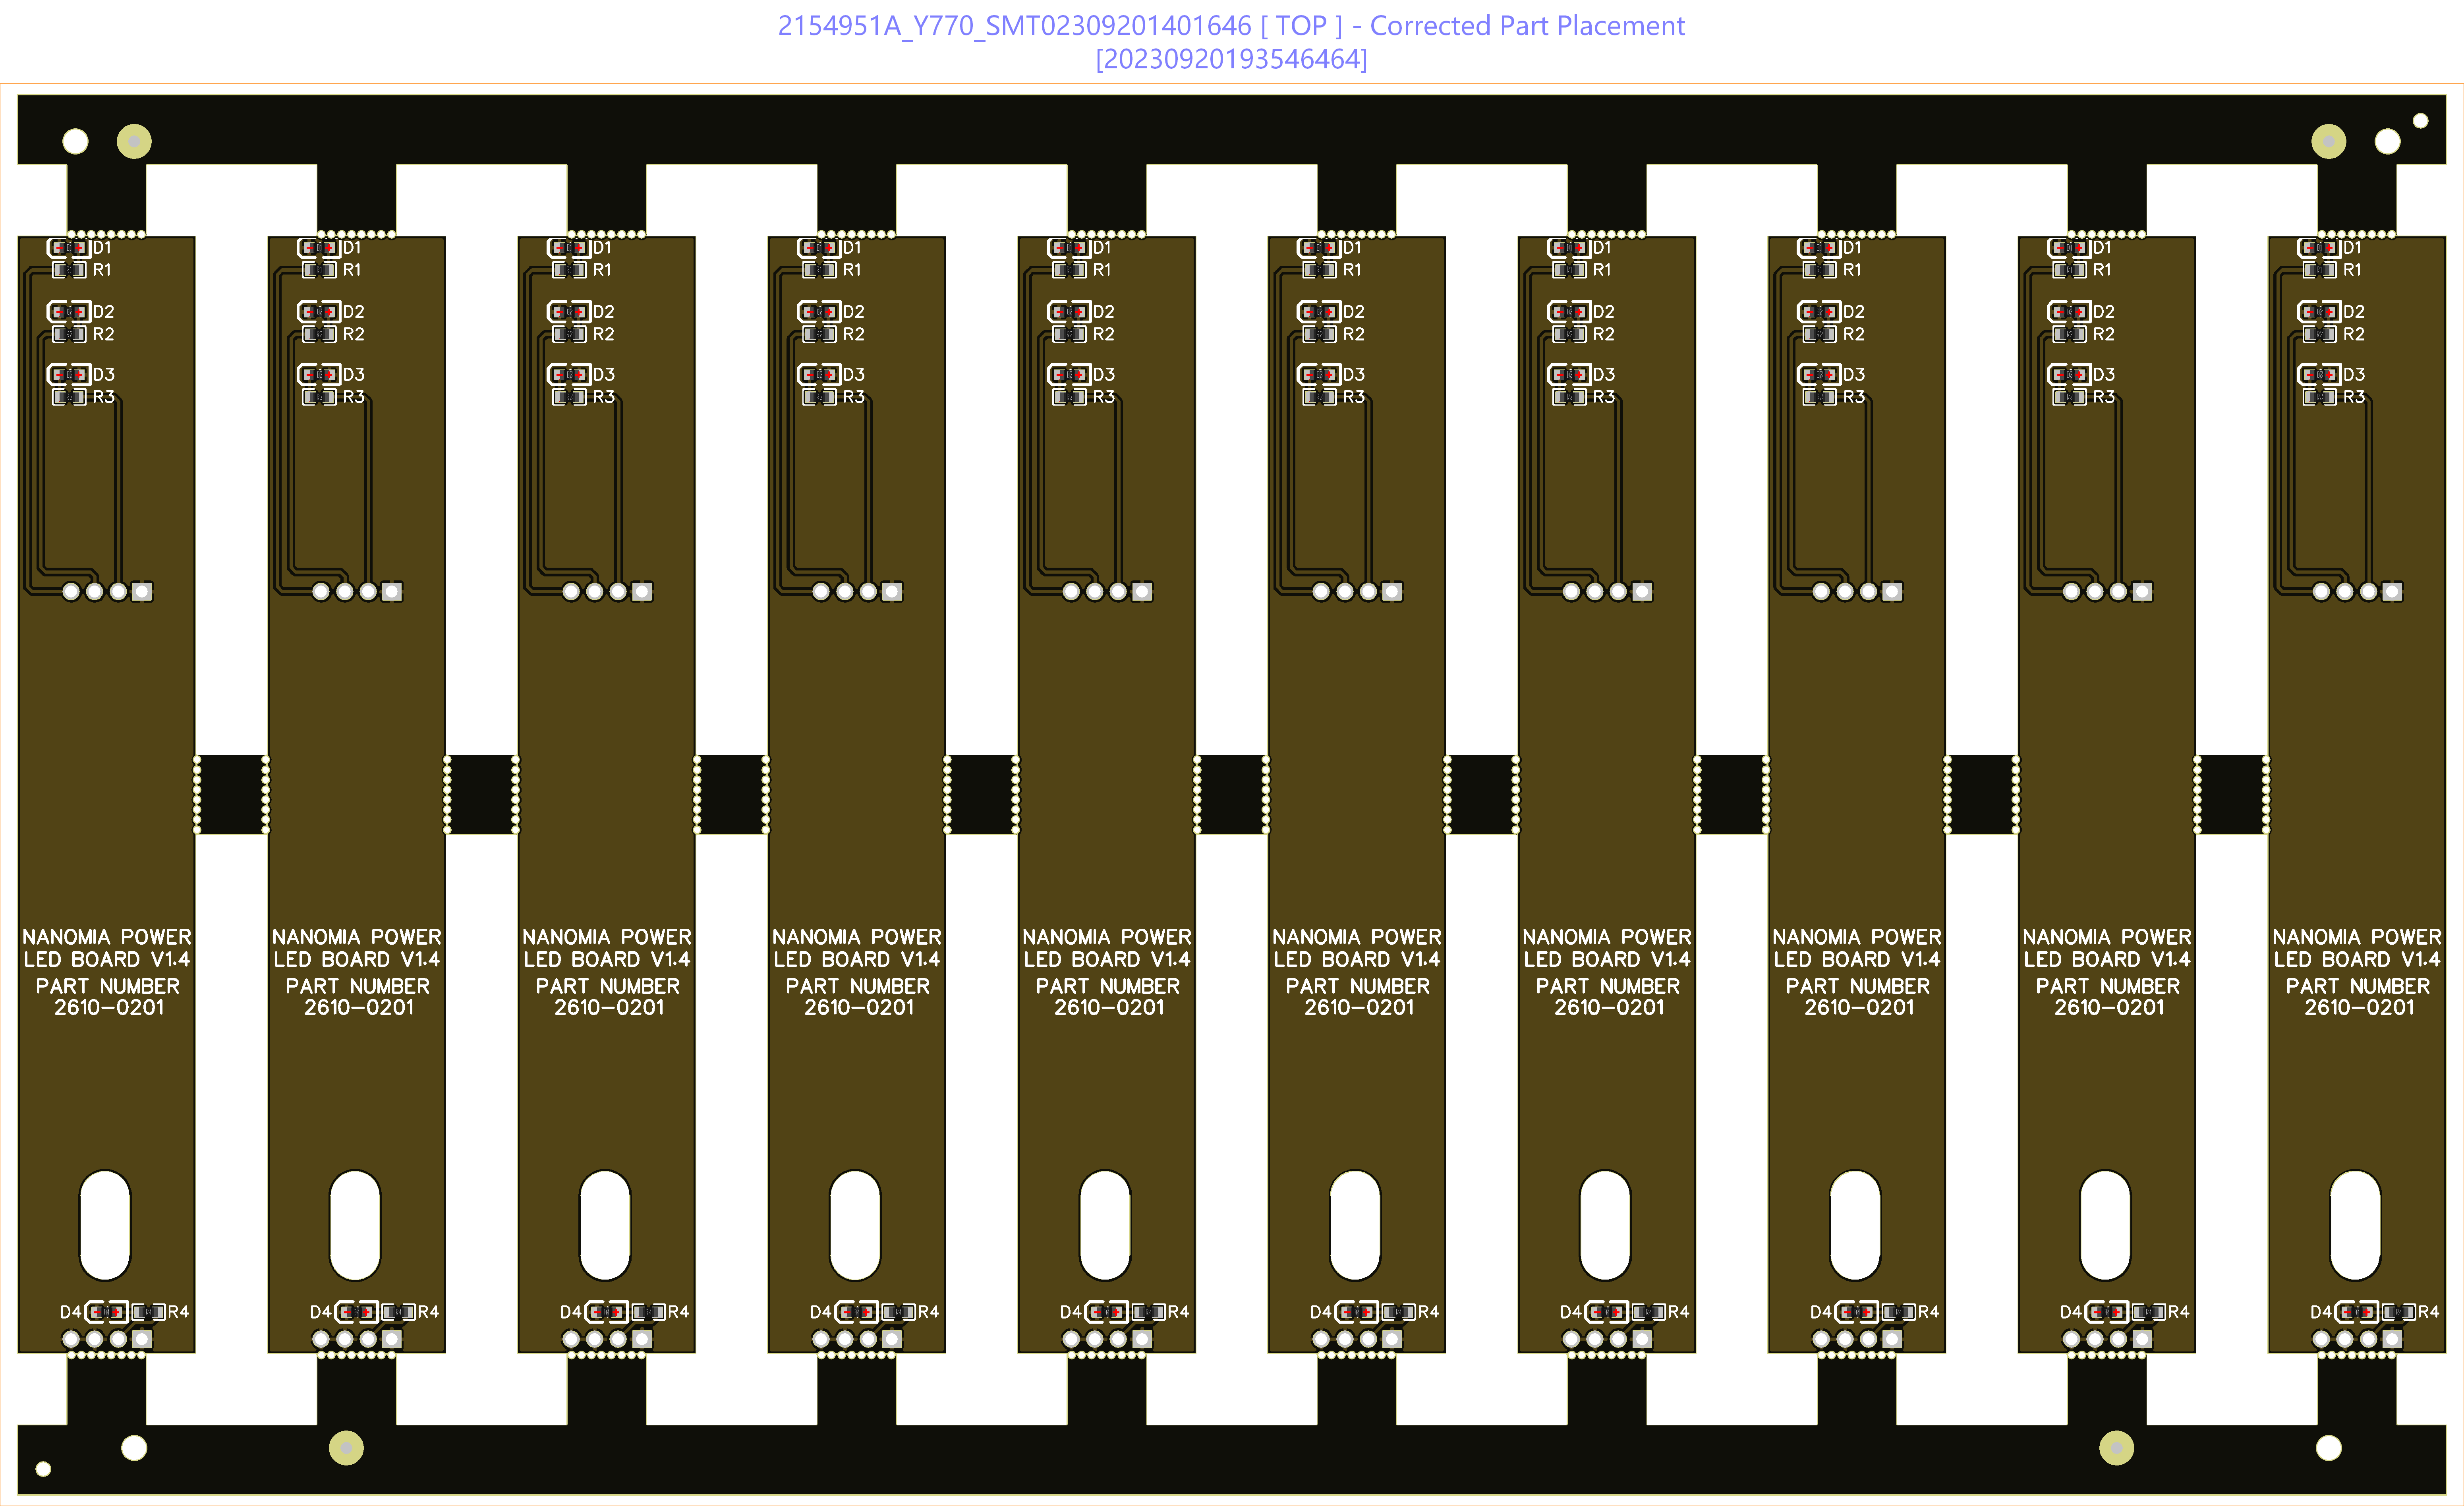 2154951A_Y770_SMT02309201401646 [ TOP ] - Corrected Part Placement
[20230920193546464]
D1 D1 D1 D1 D1 D1 D1 D1 D1 D1
R1 R1 R1 R1 R1 R1 R1 R1 R1 R1
D2 D2 D2 D2 D2 D2 D2 D2 D2 D2
R2 R2 R2 R2 R2 R2 R2 R2 R2 R2
D3 D3 D3 D3 D3 D3 D3 D3 D3 D3
R3 R3 R3 R3 R3 R3 R3 R3 R3 R3
NANOMIA POWER NANOMIA POWER NANOMIA POWER NANOMIA POWER NANOMIA POWER NANOMIA POWER NANOMIA POWER NANOMIA POWER NANOMIA POWER NANOMIA POWER
LED BOARD V1.4 LED BOARD V1.4 LED BOARD V1.4 LED BOARD V1.4 LED BOARD V1.4 LED BOARD V1.4 LED BOARD V1.4 LED BOARD V1.4 LED BOARD V1.4 LED BOARD V1.4
PART NUMBER PART NUMBER PART NUMBER PART NUMBER PART NUMBER PART NUMBER PART NUMBER PART NUMBER PART NUMBER PART NUMBER
2610-0201 2610-0201 2610-0201 2610-0201 2610-0201 2610-0201 2610-0201 2610-0201 2610-0201 2610-0201
D4 R4 D4 R4 D4 R4 D4 R4 D4 R4 D4 R4 D4 R4 D4 R4 D4 R4 D4 R4